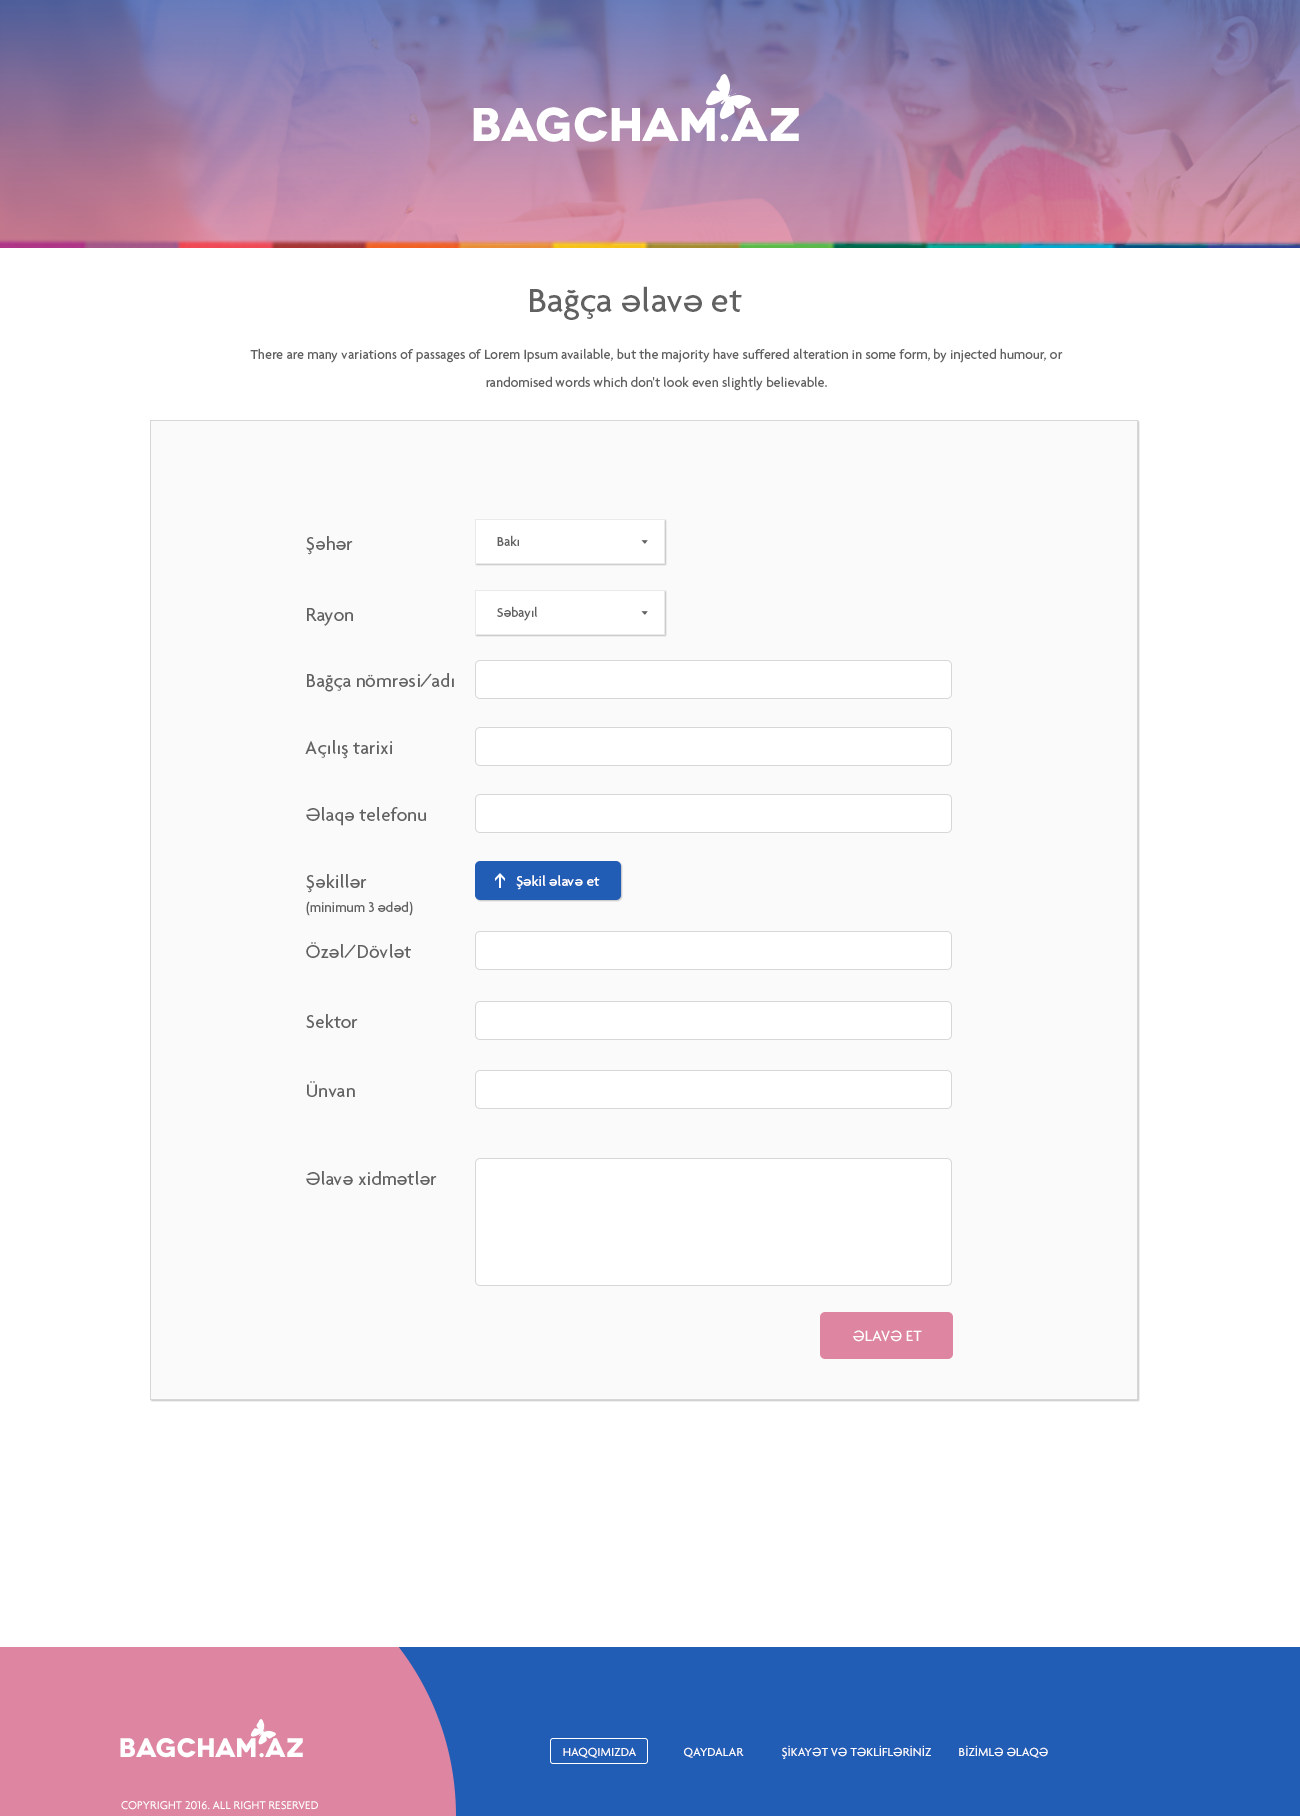 BAGCHAM.AZ
Bağça əlavə et
There are many variations of passages of Lorem Ipsum available, but the majority have suffered alteration in some form, by injected humour, or
randomised words which don't look even slightly believable.
Şəhər
Bakı
Rayon
Səbayıl
Bağça nömrəsi/adı
Açılış tarixi
Əlaqə telefonu
Şəkillər
Şəkil əlavə et
(minimum 3 ədəd)
Özəl/Dövlət
Sektor
Ünvan
Əlavə xidmətlər
ƏLAVƏ ET
BAGCHAM.AZ
HAQQIMIZDA QAYDALAR ŞİKAYƏT VƏ TƏKLİFLƏRİNİZ BİZİMLƏ ƏLAQƏ
COPYRIGHT 2016. ALL RIGHT RESERVED